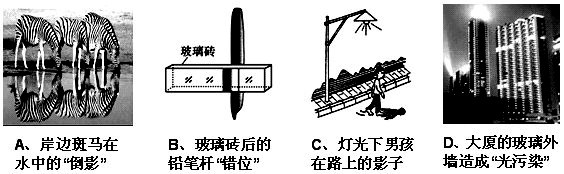 玻璃砖
A、岸边斑马在
水中的“倒影”
B、玻璃砖后的
铅笔杆“错位”
C、灯光下男孩
在路上的影子
D、大厦的玻璃外
墙造成“光污染”